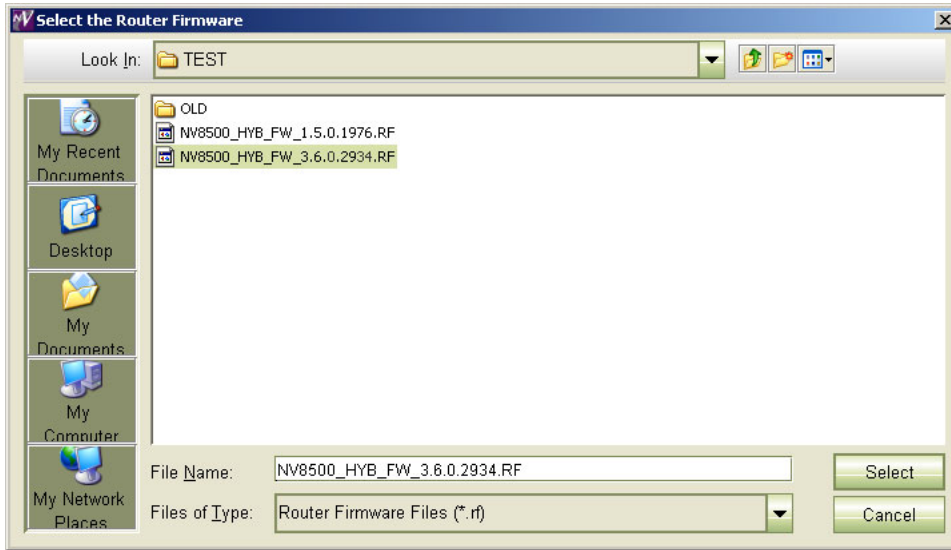 Select the Router Firmware
Look In:
TEST
My Recent
Documents
Desktop
My
Documents
My
Computer
My Network
Places
OLD
NV8500_HYB_FW_1.5.0.1976.RF
NV8500_HYB_FW_3.6.0.2934.RF
File Name:
NV8500_HYB_FW_3.6.0.2934.RF
Select
Files of Type:
Router Firmware Files (*.rf)
Cancel